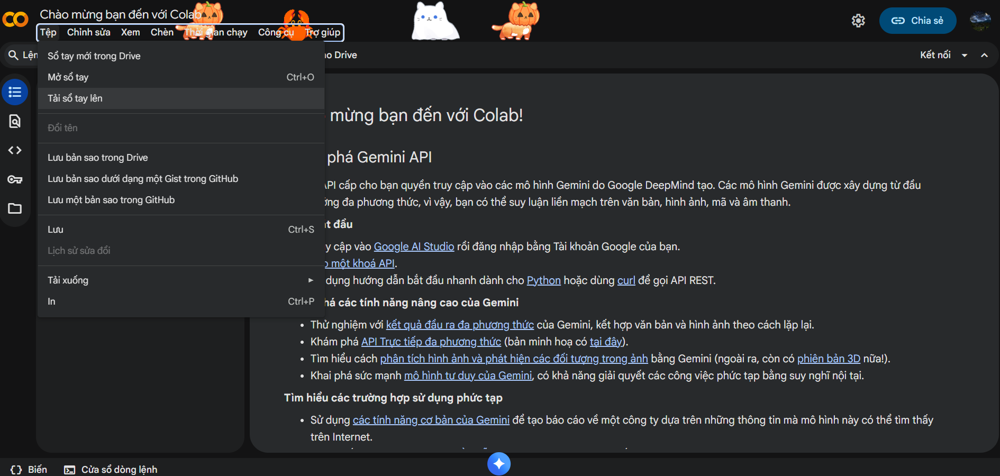 Chào mừng bạn đến với Colab
Tệp Chỉnh sửa Xem Chèn Thời gian chạy Công cụ Trợ giúp
Chia sẻ
Drive
Kết nối
Sổ tay mới trong Drive
Mở sổ tay Ctrl+O
Tải sổ tay lên
Đổi tên
Lưu bản sao trong Drive
Lưu bản sao dưới dạng một Gist trong GitHub
Lưu một bản sao trong GitHub
Lưu Ctrl+S
Lịch sử sửa đổi
Tải xuống
In Ctrl+P
mừng bạn đến với Colab!
phá Gemini API
API cấp cho bạn quyền truy cập vào các mô hình Gemini do Google DeepMind tạo. Các mô hình Gemini được xây dựng từ đầu
đa phương thức, vì vậy, bạn có thể suy luận liền mạch trên văn bản, hình ảnh, mã và âm thanh.
đầu
cập vào Google AI Studio rồi đăng nhập bằng Tài khoản Google của bạn.
một khoá API.
dụng hướng dẫn bắt đầu nhanh dành cho Python hoặc dùng curl để gọi API REST.
các tính năng nâng cao của Gemini
• Thử nghiệm với kết quả đầu ra đa phương thức của Gemini, kết hợp văn bản và hình ảnh theo cách lặp lại.
• Khám phá API Trực tiếp đa phương thức (bản minh hoạ có tại đây).
• Tìm hiểu cách phân tích hình ảnh và phát hiện các đối tượng trong ảnh bằng Gemini (ngoài ra, còn có phiên bản 3D nữa!).
• Khai phá sức mạnh mô hình tư duy của Gemini, có khả năng giải quyết các công việc phức tạp bằng suy nghĩ nội tại.
Tìm hiểu các trường hợp sử dụng phức tạp
• Sử dụng các tính năng cơ bản của Gemini để tạo báo cáo về một công ty dựa trên những thông tin mà mô hình này có thể tìm thấy
trên Internet.
Biến Cửa sổ dòng lệnh